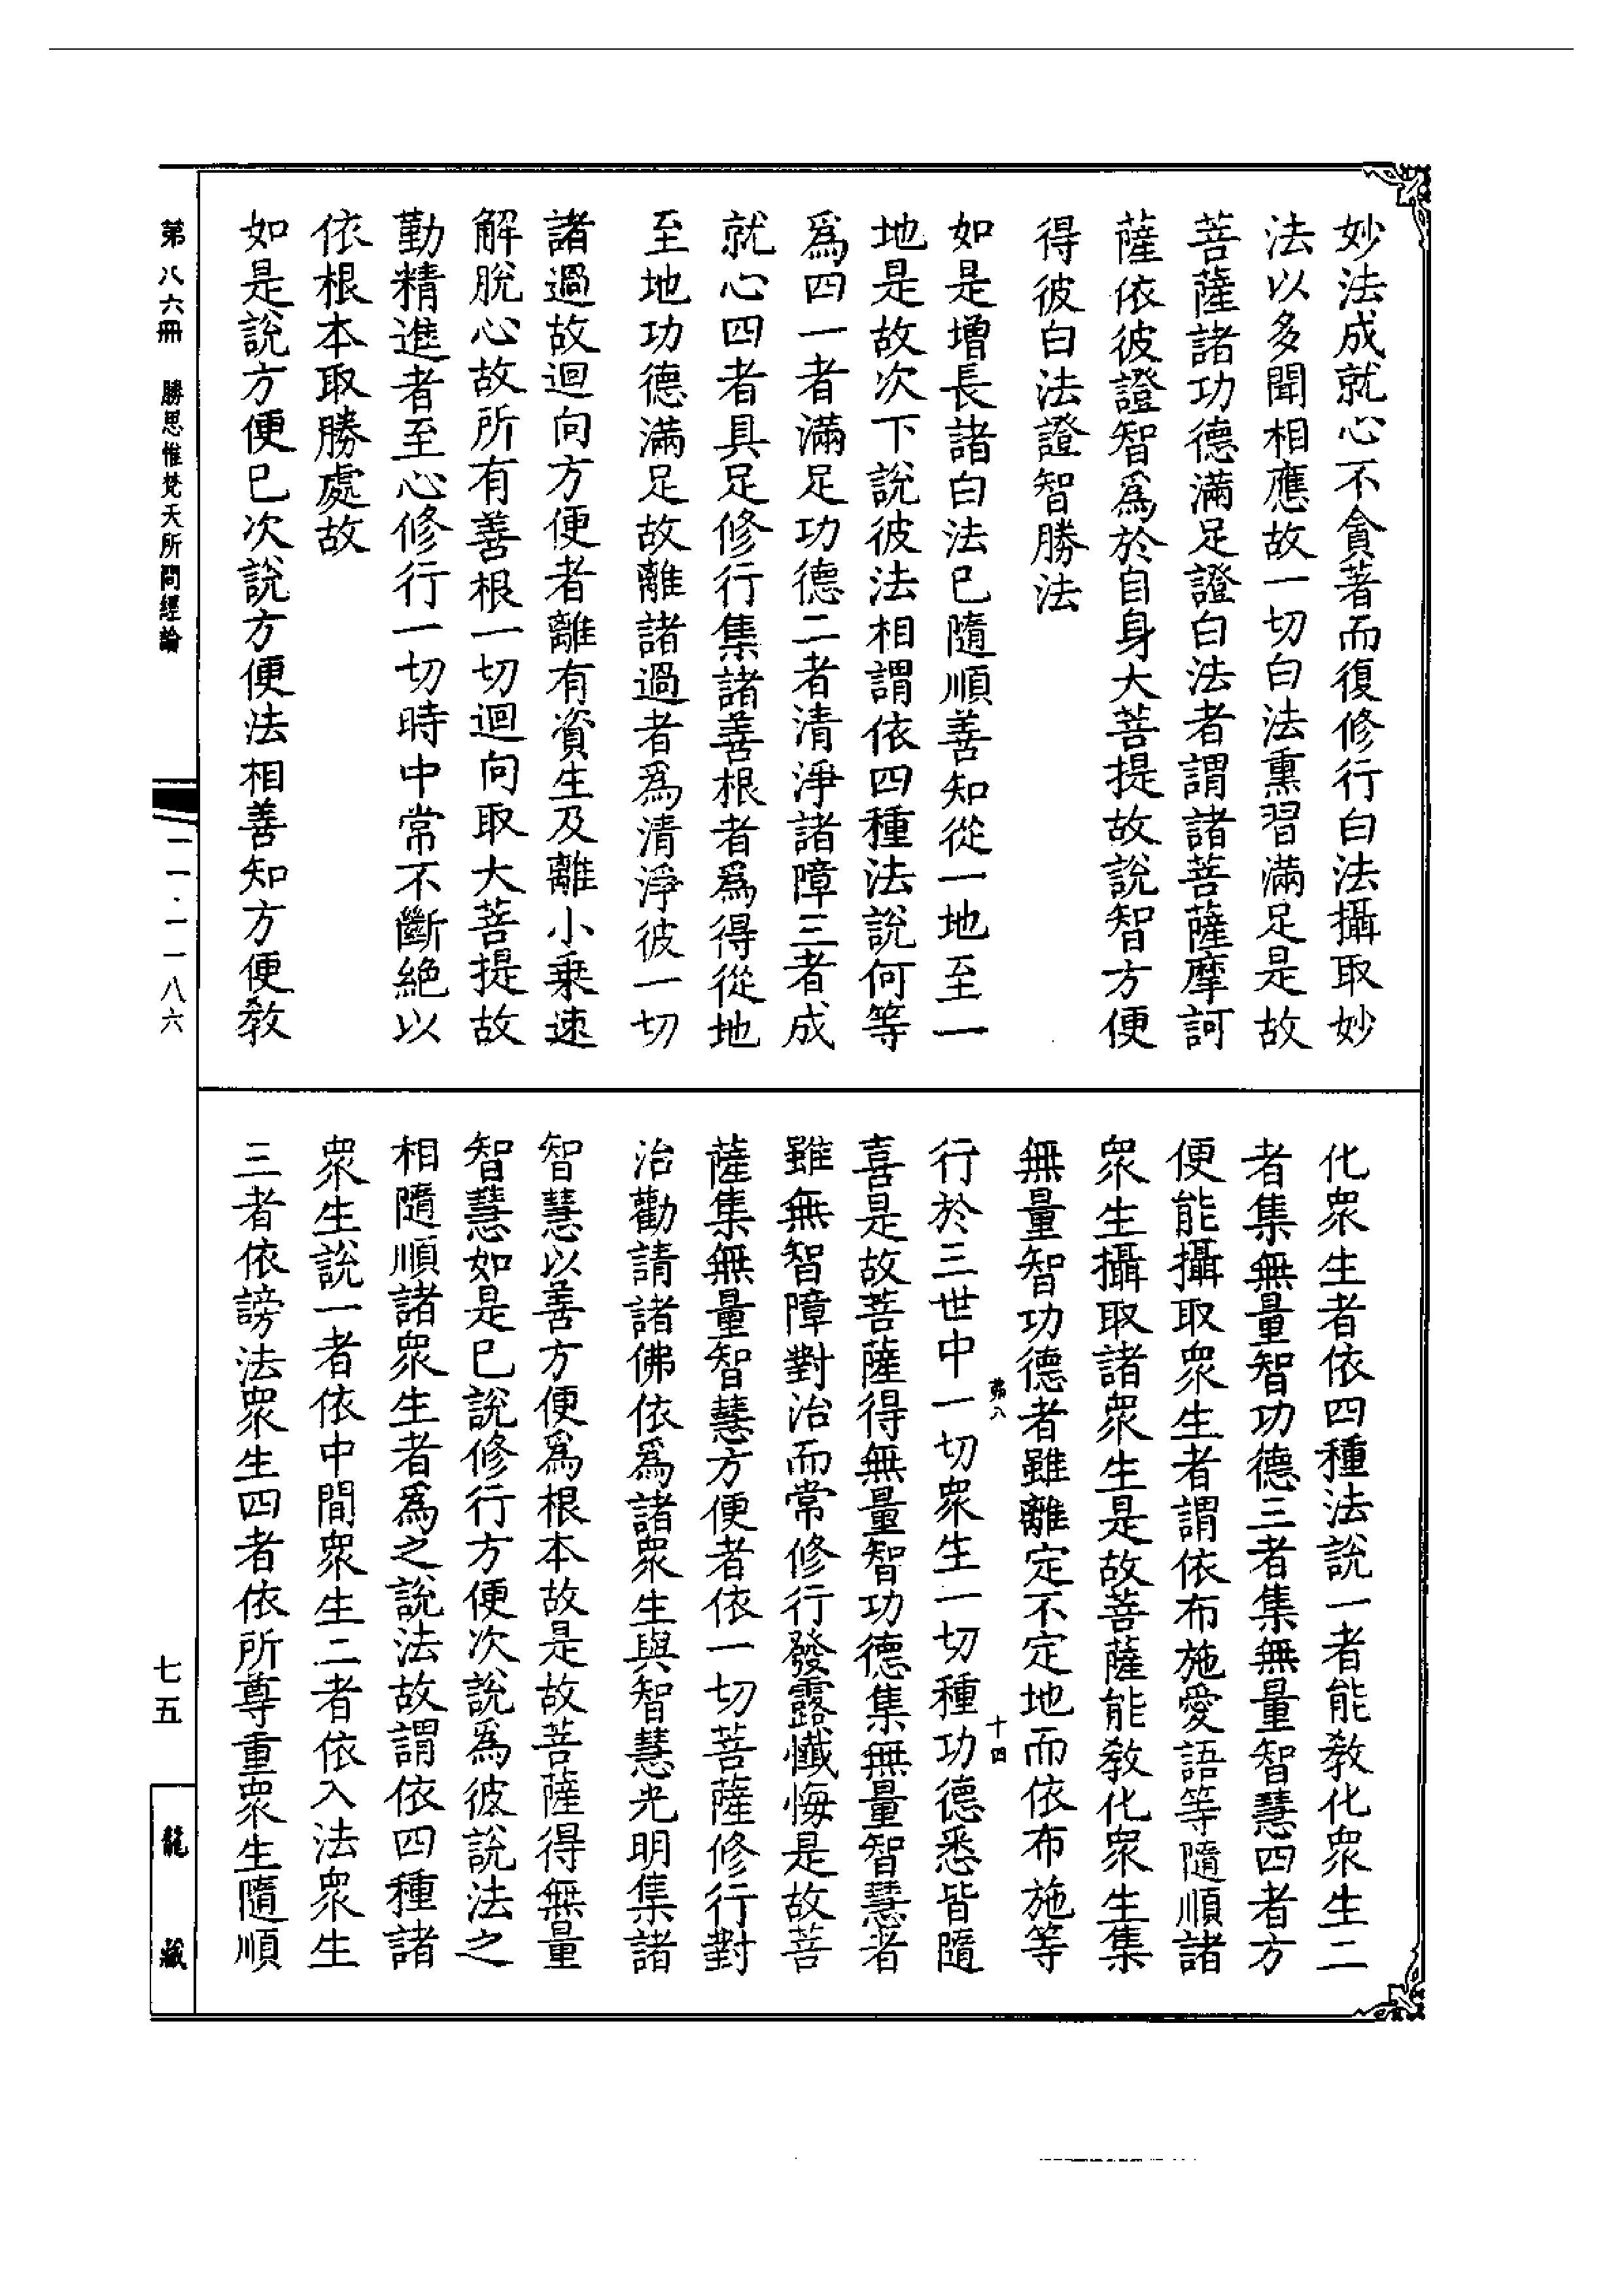 妙法成就心不貪著而復修行白法攝取妙
法以多聞相應故一切白法熏習滿足是故
菩薩諸功德滿足證白法者謂諸菩薩摩訶
薩依彼證智爲於自身大菩提故說智方便
得彼白法證智勝法
如是增長諸白法已隨順善知從一地至一
地是故次下說彼法相謂依四種法說何等
爲四一者滿足功德二者清淨諸障三者成
就心四者具足修行集諸善根者爲得從地
至地功德滿足故離諸過者爲清淨彼一切
諸過故迴向方便者離有資生及離小乗速
解脫心故所有善根一切迴向取大菩提故
勤精進者至心修行一切時中常不斷絕以
依根本取勝處故
如是說方便已次說方便法相善知方便教
化眾生者依四種法說一者能教化眾生二
者集無量智功德三者集無量智慧四者方
便能攝取眾生者謂依布施愛語等隨順諸
眾生攝取諸眾生是故菩薩能教化眾生集
無量智功德者雖離定不定地而依布施等
茀八 十四
行於三世中一切眾生一切種功德悉皆隨
喜是故菩薩得無量智功德集無量智慧者
雖無智障對治而常修行發露懺悔是故菩
薩集無量智慧方便者依一切菩薩修行對
治勸請諸佛依爲諸眾生與智慧光明集諸
智慧以善方便爲根本故是故菩薩得無量
智慧如是已說修行方便次說爲彼說法之
相隨順諸眾生者爲之說法故謂依四種諸
眾生說一者依中間眾生二者依入法眾生
三者依謗法眾生四者依所尊重眾生隨順
第八六冊 勝思惟梵天所問經論
二一·一一八六
七五
龍藏